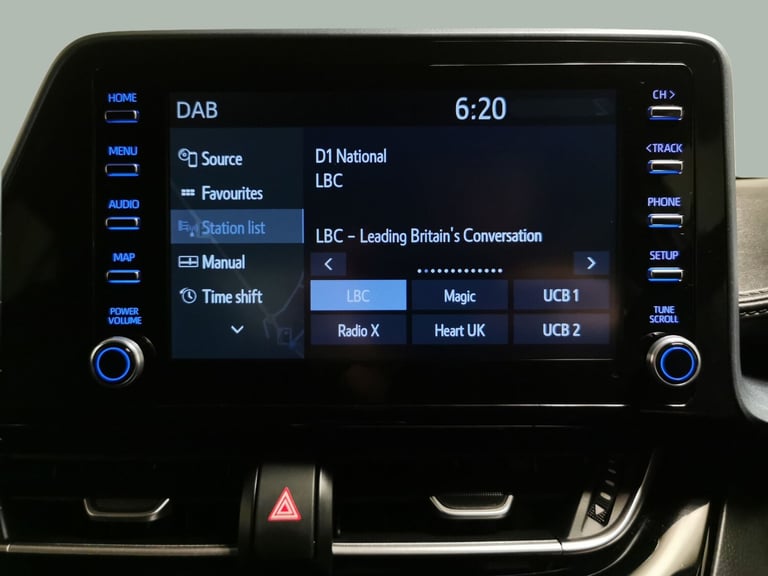 HOME
MENU
AUDIO
MAP
POWER
VOLUME
DAB 6:20
Source
Favourites
Station list
Manual
Time shift
D1 National
LBC
LBC – Leading Britain's Conversation
< >
LBC Magic UCB 1
Radio X Heart UK UCB 2
CH >
< TRACK
PHONE
SETUP
TUNE
SCROLL